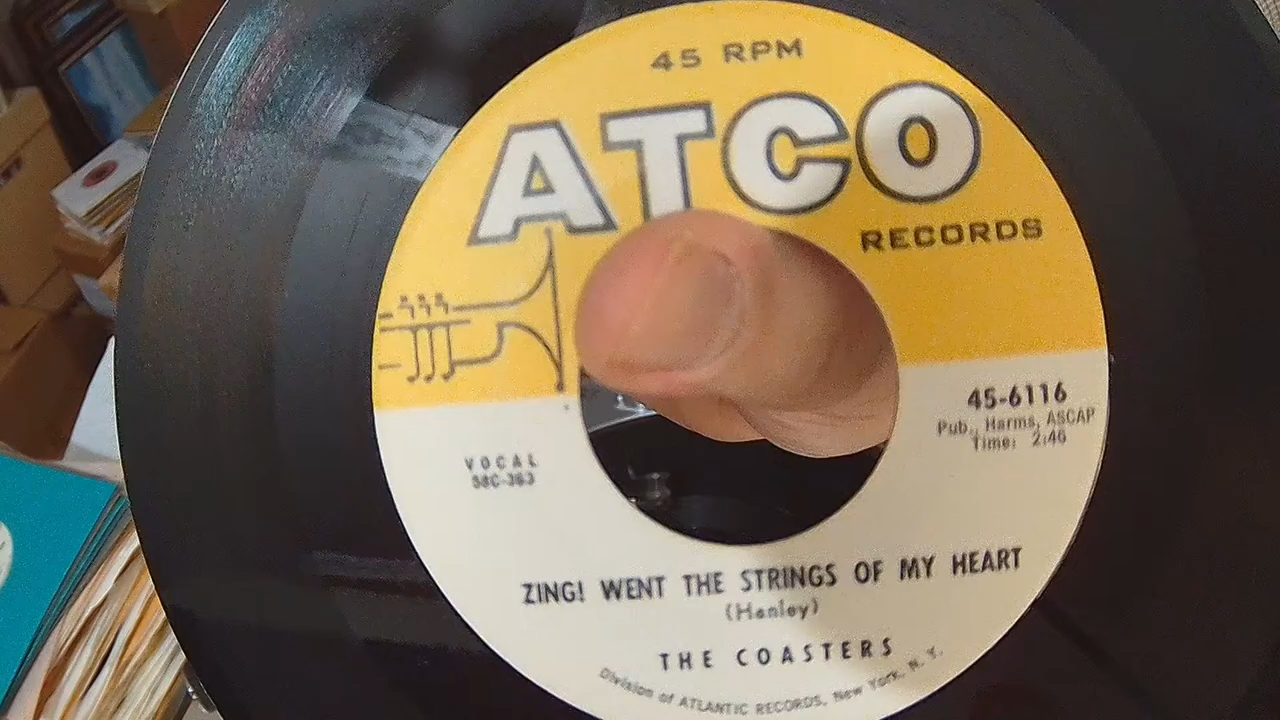 45 RPM
ATCO
RECORDS
45-6116
Pub., Harms, ASCAP
Time: 2:46
VOCAL
58C-363
ZING! WENT THE STRINGS OF MY HEART
(Hanley)
THE COASTERS
Division of ATLANTIC RECORDS, New York, N. Y.